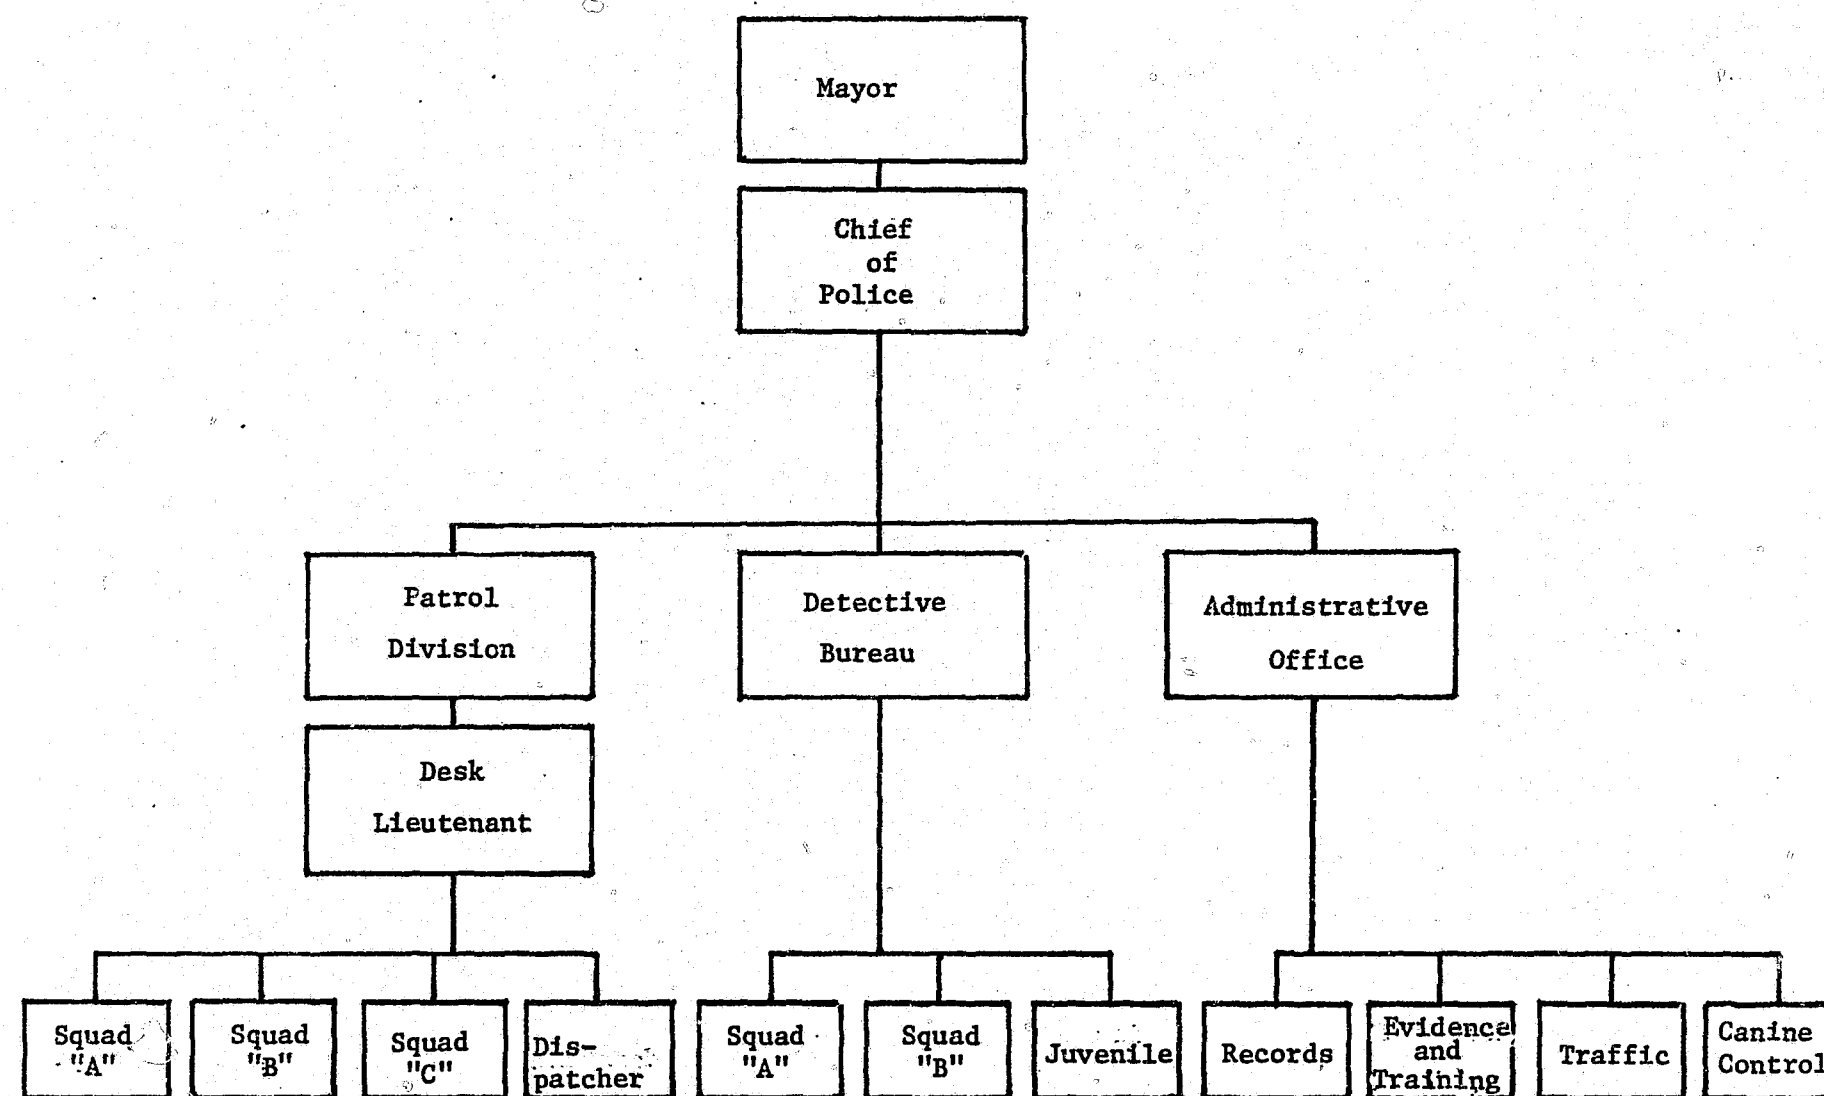 Mayor
Chief
of
Police
Patrol
Division
Detective
Bureau
Administrative
Office
Desk
Lieutenant
Squad
"A"
Squad
"B"
Squad
"C"
Dis-
patcher
Squad
"A"
Squad
"B"
Juvenile
Records
Evidence
and
Training
Traffic
Canine
Control